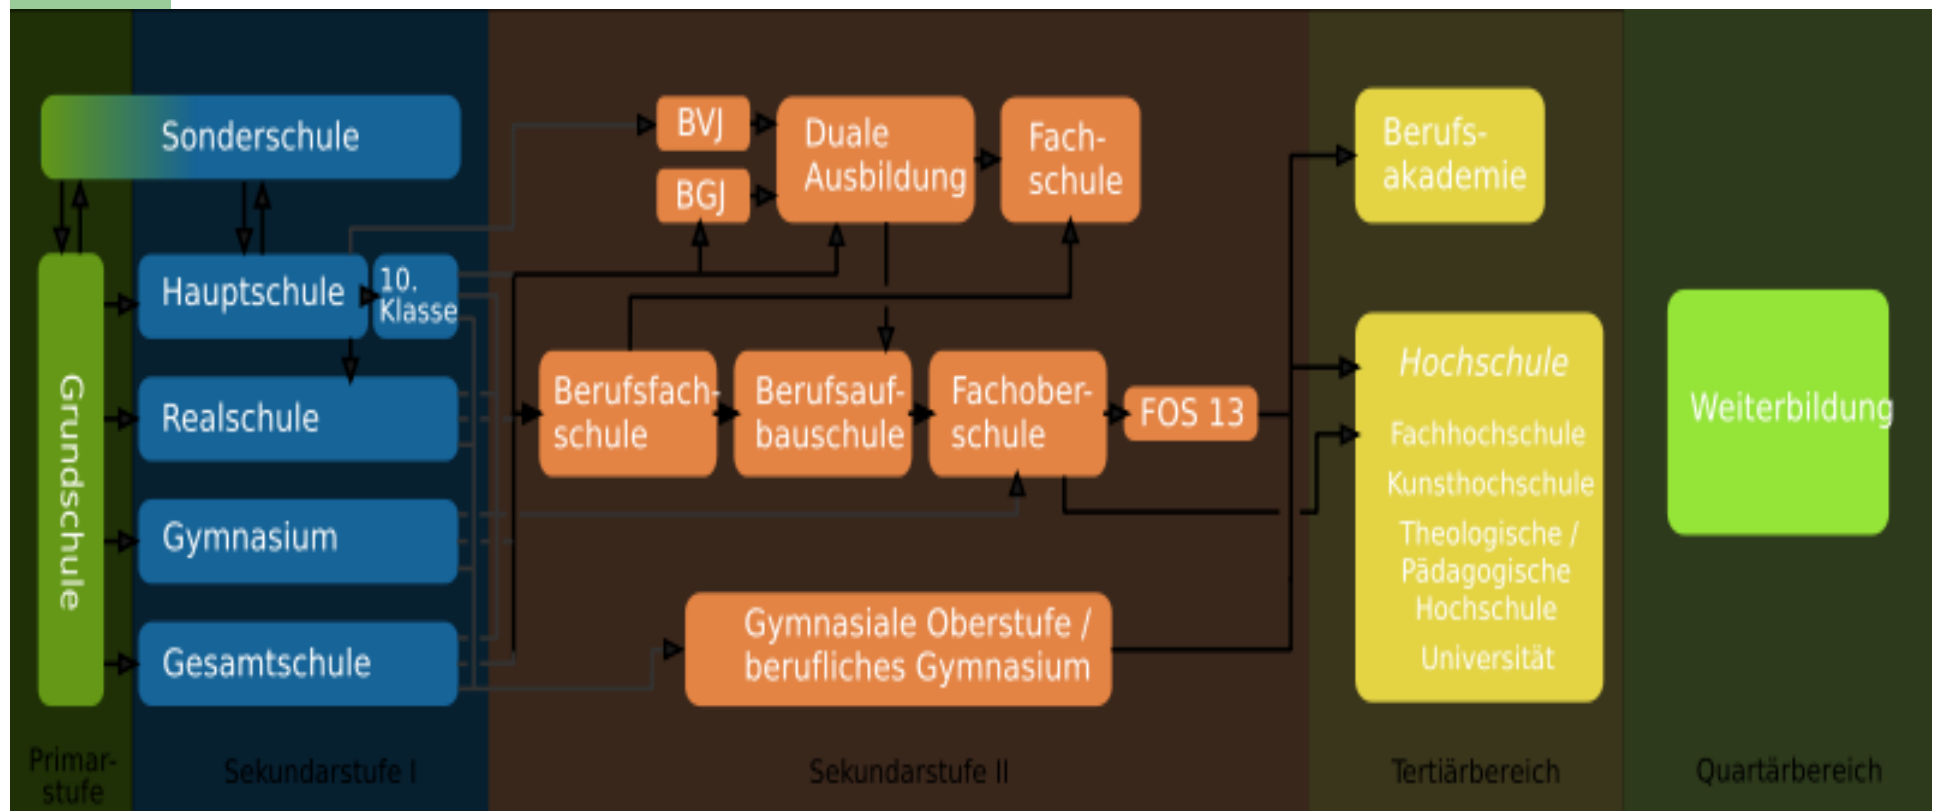 Sonderschule
Grundschule
Hauptschule
10.
Klasse
Realschule
Gymnasium
Gesamtschule
BVJ
BGJ
Duale
Ausbildung
Fach-
schule
Berufsfach-
schule
Berufsauf-
bauschule
Fachober-
schule
FOS 13
Gymnasiale Oberstufe /
berufliches Gymnasium
Berufs-
akademie
Hochschule
Fachhochschule
Kunsthochschule
Theologische /
Pädagogische
Hochschule
Universität
Weiterbildung
Primar-
stufe
Sekundarstufe I
Sekundarstufe II
Tertiärbereich
Quartärbereich